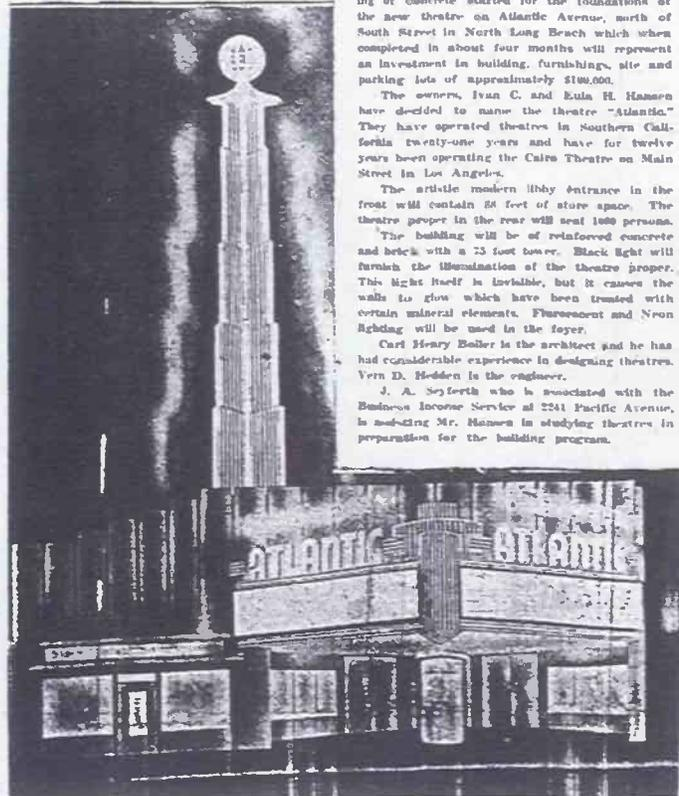 ing of concrete started for the foundations of
the new theatre on Atlantic Avenue, north of
South Street in North Long Beach which when
completed in about four months will represent
an investment in building, furnishings, site and
parking lots of approximately $100,000.
The owners, Ivan C. and Eula H. Hansen
have decided to name the theatre "Atlantic."
They have operated theatres in Southern Cali-
fornia twenty-one years and have for twelve
years been operating the Cairo Theatre on Main
Street in Los Angeles.
The artistic modern libby entrance in the
front will contain 88 feet of store space. The
theatre proper in the rear will seat 1000 persons.
The building will be of reinforced concrete
and brick with a 75 foot tower. Black light will
furnish the illumination of the theatre proper.
This light itself is invisible, but it causes the
walls to glow which have been treated with
certain mineral elements. Fluorescent and Neon
lighting will be used in the foyer.
Carl Henry Boller is the architect and he has
had considerable experience in designing theatres.
Vern D. Hedden is the engineer.
J. A. Seyferth who is associated with the
Business Income Service at 2241 Pacific Avenue,
is assisting Mr. Hansen in studying theatres in
preparation for the building program.
ATLANTIC ATLANTIC